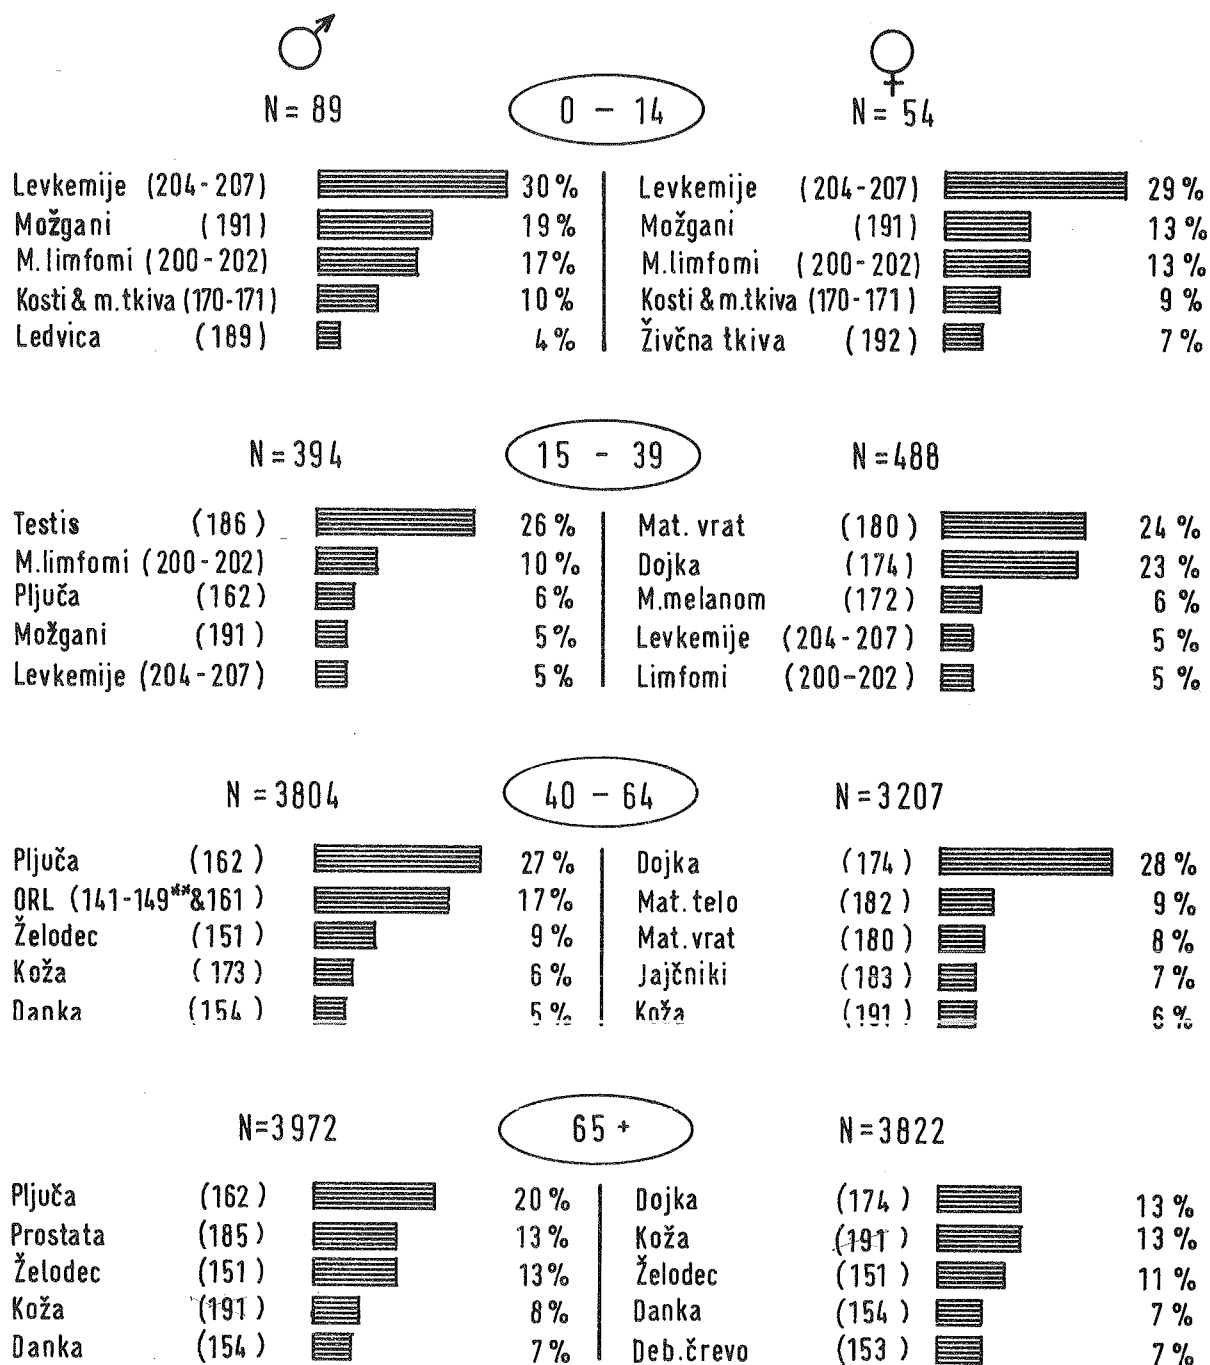 ♂ ♀
N = 89 0 - 14 N = 54
Levkemije (204-207) 30% Levkemije (204-207) 29%
Možgani (191) 19% Možgani (191) 13%
M.limfomi (200-202) 17% M.limfomi (200-202) 13%
Kosti & m.tkiva (170-171) 10% Kosti & m.tkiva (170-171) 9%
Ledvica (189) 4% Živčna tkiva (192) 7%
N = 394 15 - 39 N = 488
Testis (186) 26% Mat. vrat (180) 24%
M.limfomi (200-202) 10% Dojka (174) 23%
Pljuča (162) 6% M.melanom (172) 6%
Možgani (191) 5% Levkemije (204-207) 5%
Levkemije (204-207) 5% Limfomi (200-202) 5%
N = 3804 40 - 64 N = 3207
Pljuča (162) 27% Dojka (174) 28%
ORL (141-149**&161) 17% Mat. telo (182) 9%
Želodec (151) 9% Mat. vrat (180) 8%
Koža (173) 6% Jajčniki (183) 7%
Danka (154) 5% Koža (191) 6%
N=3972 65+ N=3822
Pljuča (162) 20% Dojka (174) 13%
Prostata (185) 13% Koža (191) 13%
Želodec (151) 13% Želodec (151) 11%
Koža (191) 8% Danka (154) 7%
Danka (154) 7% Deb.črevo (153) 7%